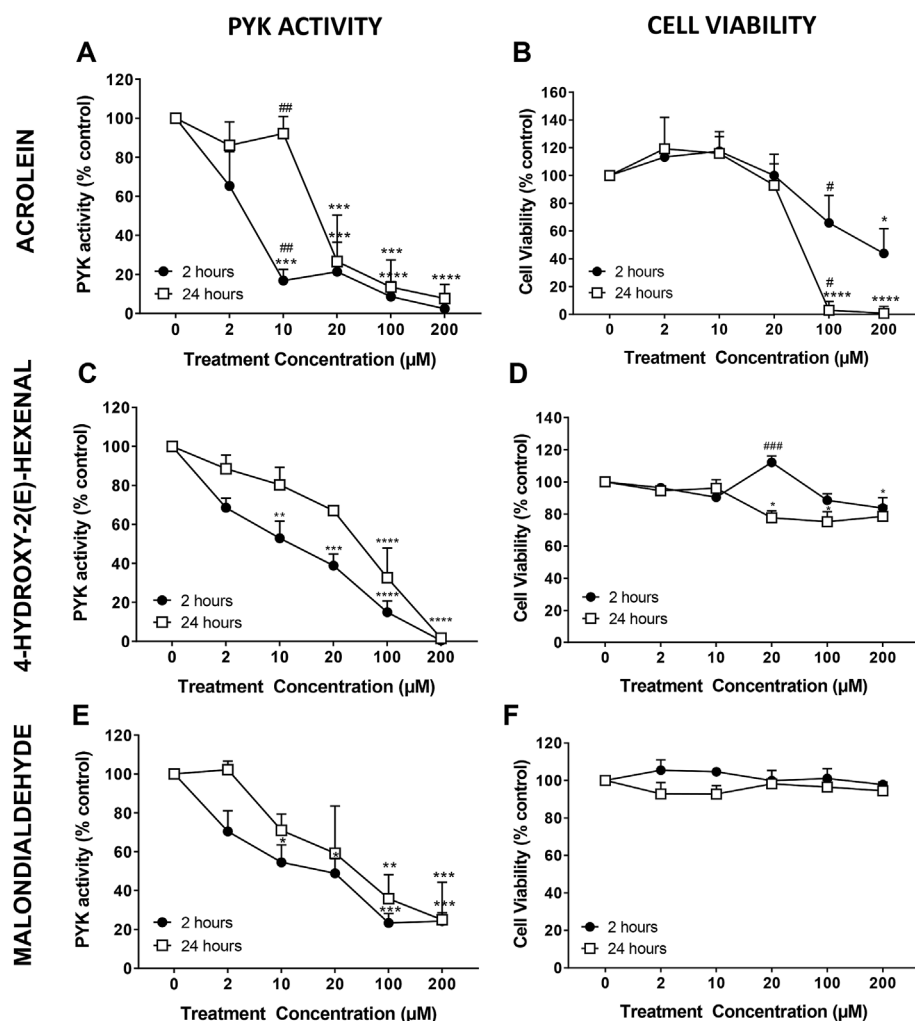 PYK ACTIVITY
CELL VIABILITY
ACROLEIN
A
PYK activity (% control)
120
100
80
60
40
20
0
##
##
***
***
***
***
****
****
2 hours
24 hours
0 2 10 20 100 200
Treatment Concentration (µM)
B
Cell Viability (% control)
160
140
120
100
80
60
40
20
0
#
*
#
****
****
2 hours
24 hours
0 2 10 20 100 200
Treatment Concentration (µM)
4-HYDROXY-2(E)-HEXENAL
C
PYK activity (% control)
120
100
80
60
40
20
0
**
***
****
****
****
2 hours
24 hours
0 2 10 20 100 200
Treatment Concentration (µM)
D
Cell Viability (% control)
140
120
100
80
60
40
20
0
###
*
*
*
2 hours
24 hours
0 2 10 20 100 200
Treatment Concentration (µM)
MALONDIALDEHYDE
E
PYK activity (% control)
120
100
80
60
40
20
0
*
*
**
***
***
***
2 hours
24 hours
0 2 10 20 100 200
Treatment Concentration (µM)
F
Cell Viability (% control)
120
100
80
60
40
20
0
2 hours
24 hours
0 2 10 20 100 200
Treatment Concentration (µM)